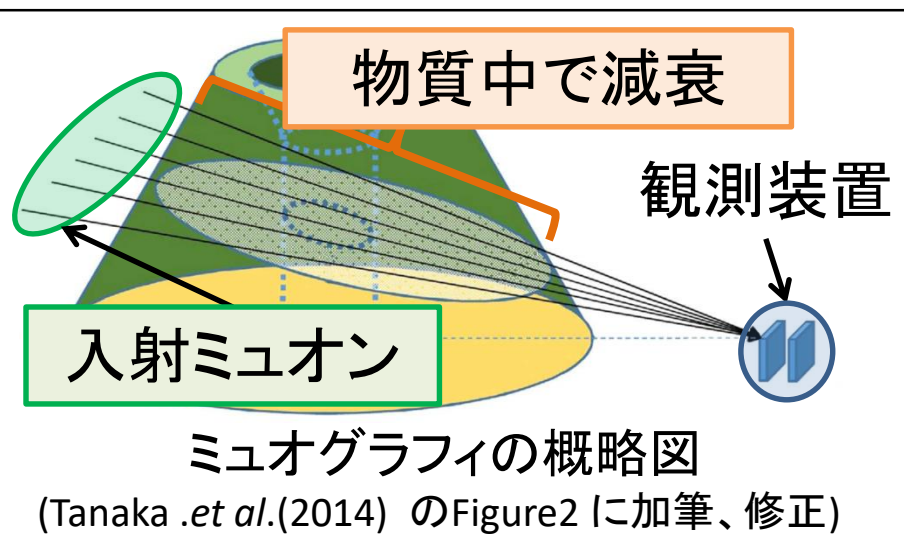 物質中で減衰
観測装置
入射ミュオン
ミュオグラフィの概略図
(Tanaka .et al.(2014) のFigure2 に加筆、修正)